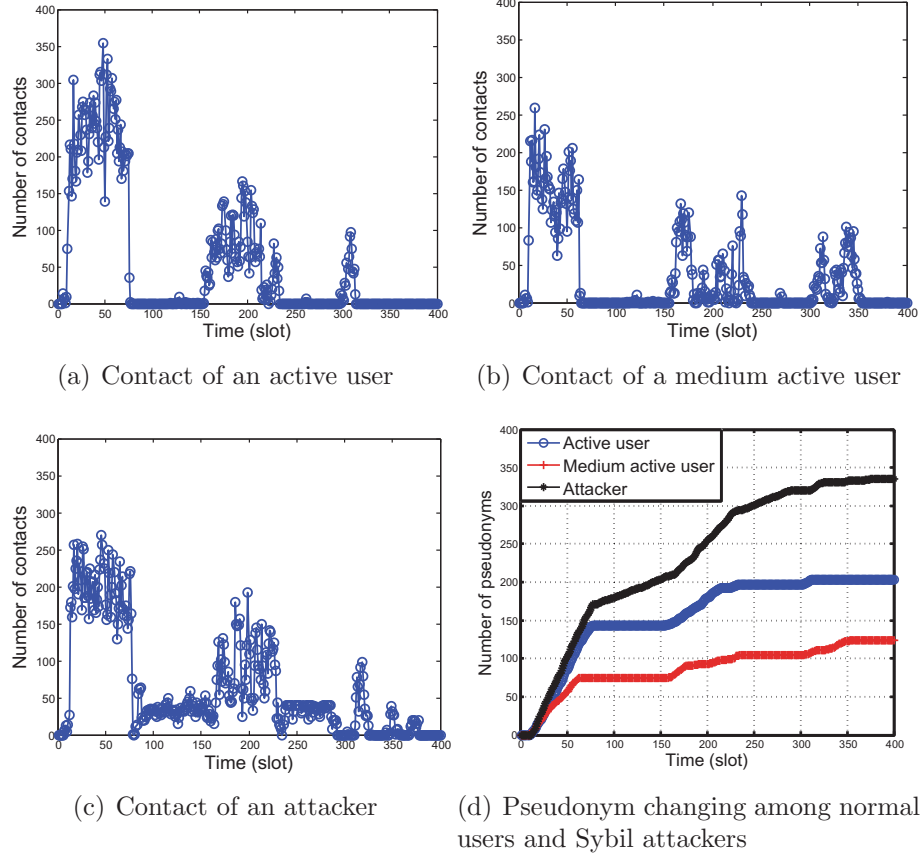 400
350
300
250
200
150
100
50
0
Number of contacts
0 50 100 150 200 250 300 350 400
Time (slot)
(a) Contact of an active user
400
350
300
250
200
150
100
50
0
Number of contacts
0 50 100 150 200 250 300 350 400
Time (slot)
(b) Contact of a medium active user
400
350
300
250
200
150
100
50
0
Number of contacts
0 50 100 150 200 250 300 350 400
Time (slot)
(c) Contact of an attacker
400
350
300
250
200
150
100
50
0
Number of pseudonyms
Active user
Medium active user
Attacker
0 50 100 150 200 250 300 350 400
Time (slot)
(d) Pseudonym changing among normal
users and Sybil attackers